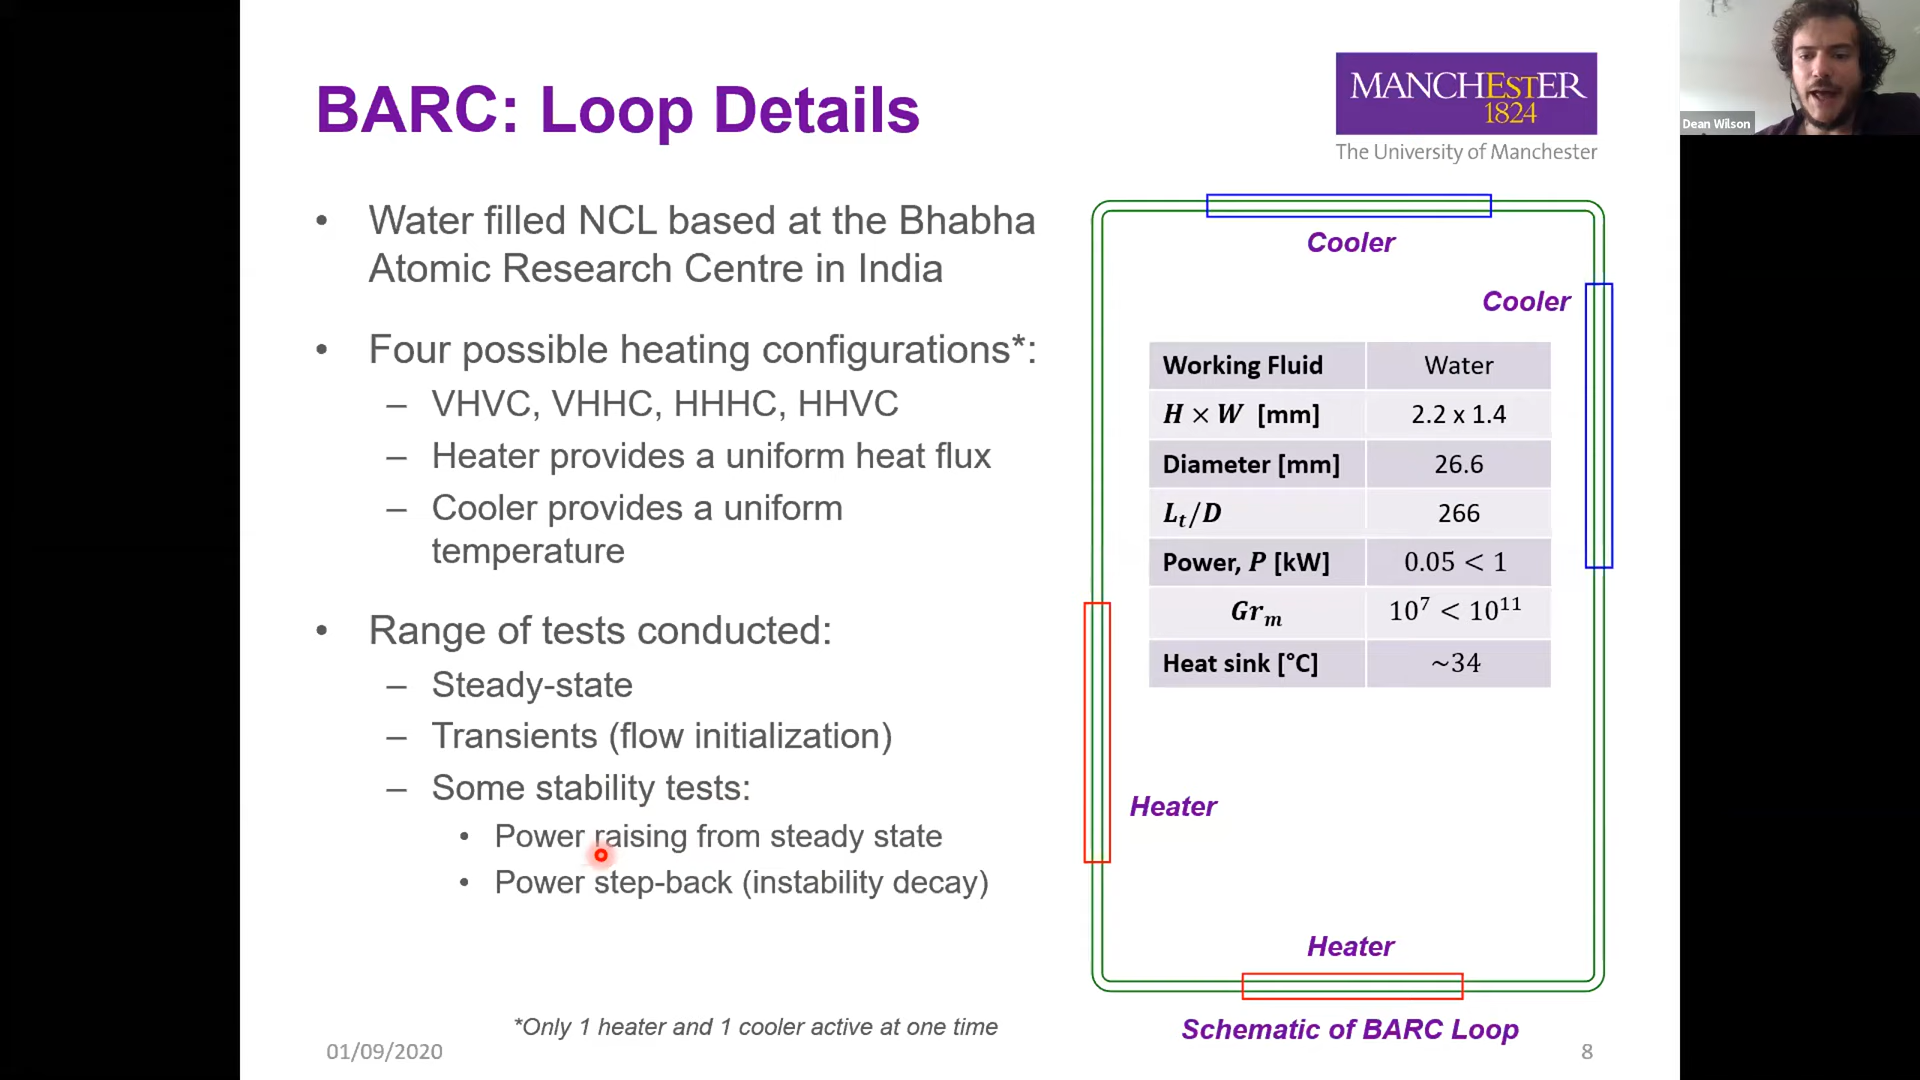 BARC: Loop Details
MANCHESTER
1824
The University of Manchester
Dean Wilson
• Water filled NCL based at the Bhabha
Atomic Research Centre in India
• Four possible heating configurations*:
– VHVC, VHHC, HHHC, HHVC
– Heater provides a uniform heat flux
– Cooler provides a uniform
temperature
• Range of tests conducted:
– Steady-state
– Transients (flow initialization)
– Some stability tests:
• Power raising from steady state
• Power step-back (instability decay)
*Only 1 heater and 1 cooler active at one time
01/09/2020
Cooler
Cooler
Working Fluid Water
H × W [mm] 2.2 x 1.4
Diameter [mm] 26.6
Lₜ/D 266
Power, P [kW] 0.05 < 1
Grₘ 10⁷ < 10¹¹
Heat sink [°C] ~34
Heater
Heater
Schematic of BARC Loop
8